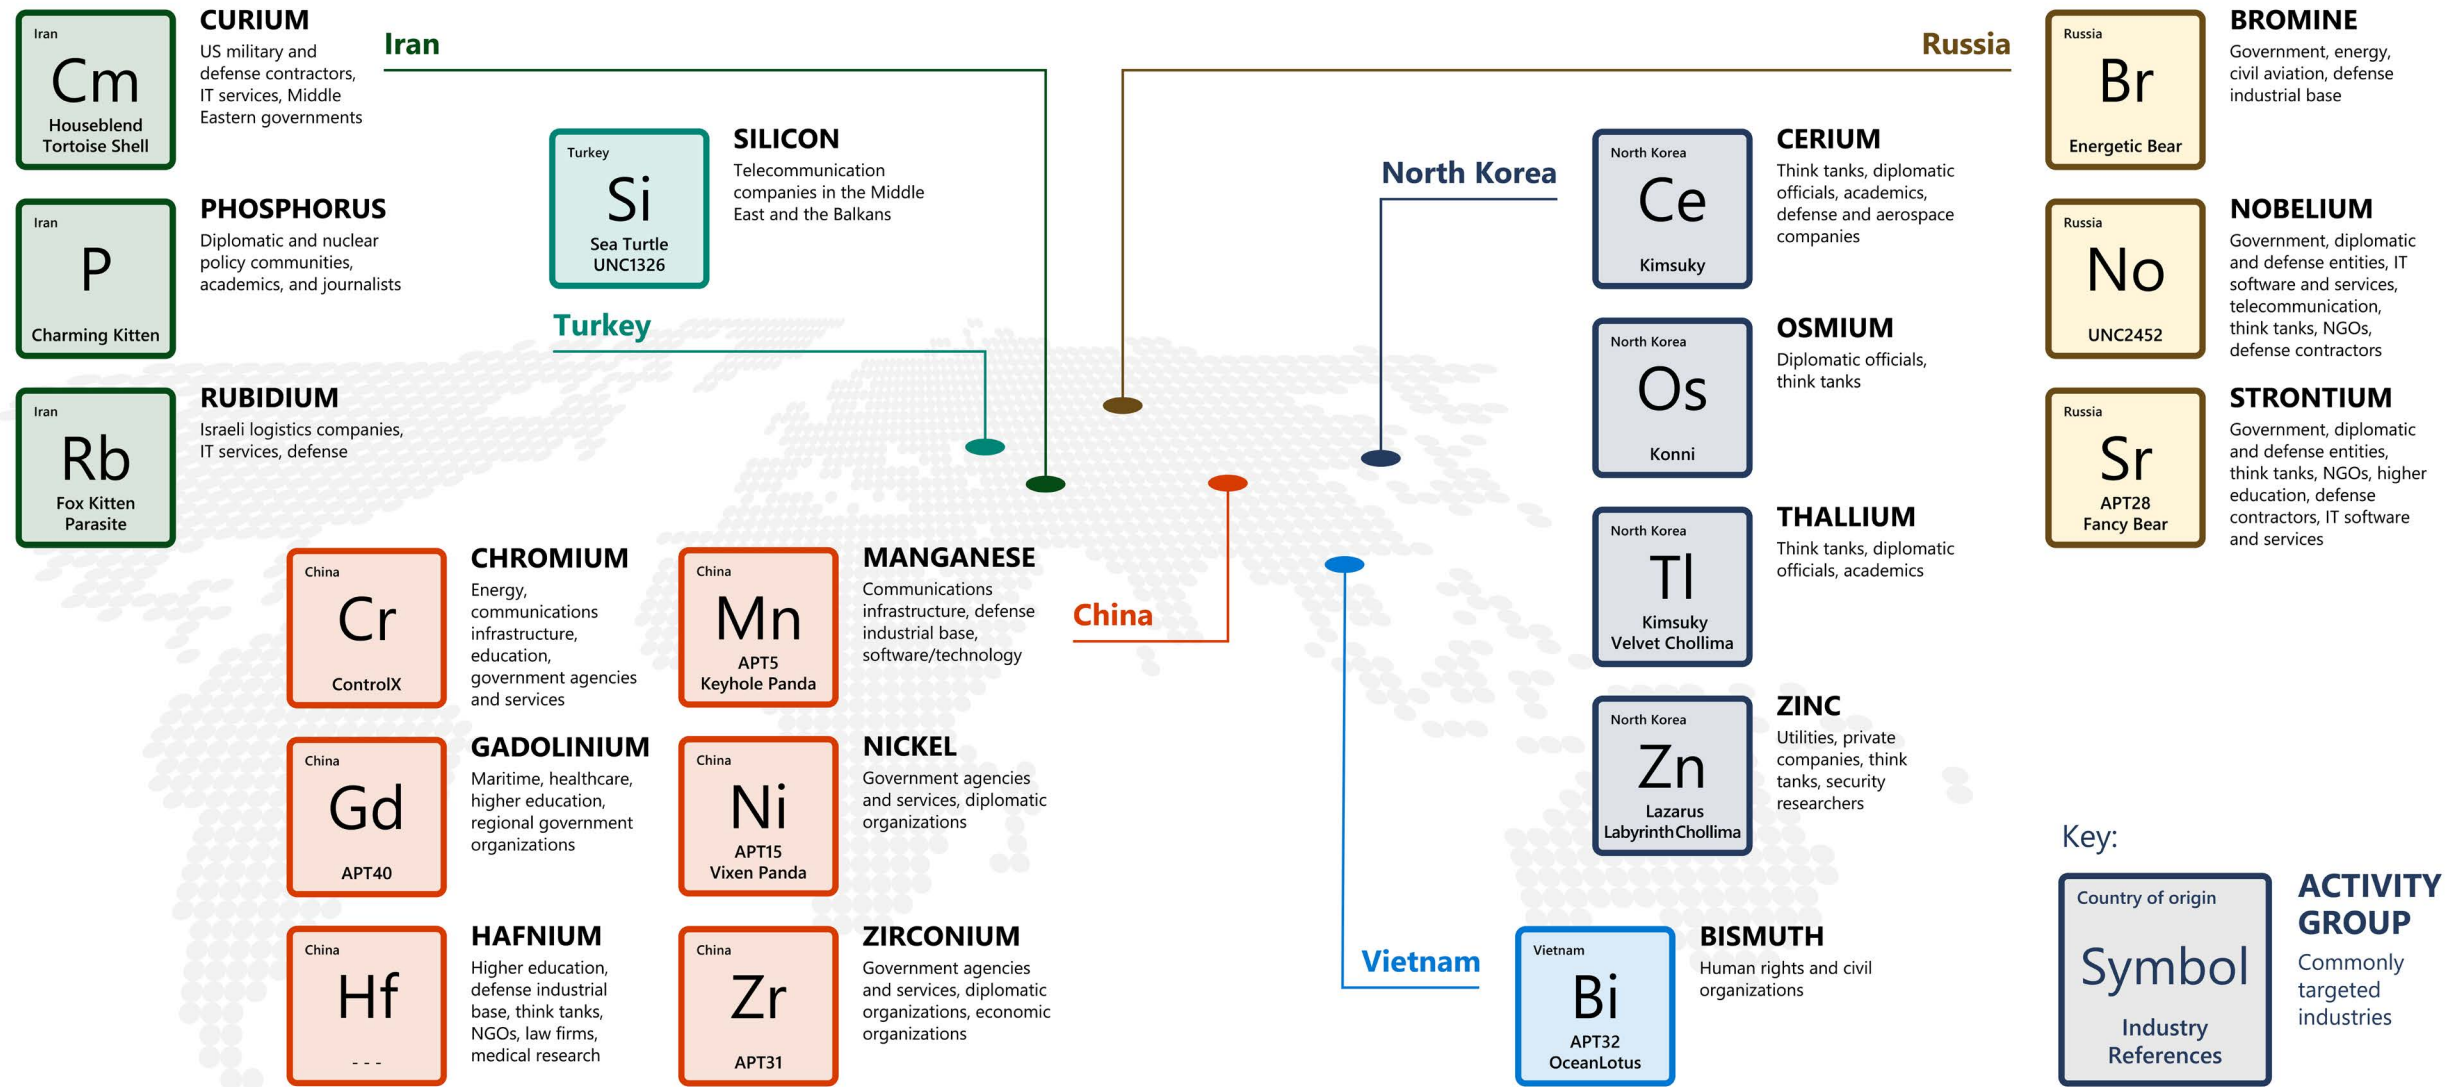 Iran
Cm
Houseblend
Tortoise Shell
CURIUM
US military and
defense contractors,
IT services, Middle
Eastern governments
Iran
P
Charming Kitten
PHOSPHORUS
Diplomatic and nuclear
policy communities,
academics, and journalists
Iran
Rb
Fox Kitten
Parasite
RUBIDIUM
Israeli logistics companies,
IT services, defense
Iran
Turkey
Si
Sea Turtle
UNC1326
SILICON
Telecommunication
companies in the Middle
East and the Balkans
Turkey
China
Cr
ControlX
CHROMIUM
Energy,
communications
infrastructure,
education,
government agencies
and services
China
Gd
APT40
GADOLINIUM
Maritime, healthcare,
higher education,
regional government
organizations
China
Hf
- - -
HAFNIUM
Higher education,
defense industrial
base, think tanks,
NGOs, law firms,
medical research
China
Mn
APT5
Keyhole Panda
MANGANESE
Communications
infrastructure, defense
industrial base,
software/technology
China
Ni
APT15
Vixen Panda
NICKEL
Government agencies
and services, diplomatic
organizations
China
Zr
APT31
ZIRCONIUM
Government agencies
and services, diplomatic
organizations, economic
organizations
China
North Korea
North Korea
Ce
Kimsuky
CERIUM
Think tanks, diplomatic
officials, academics,
defense and aerospace
companies
North Korea
Os
Konni
OSMIUM
Diplomatic officials,
think tanks
North Korea
Tl
Kimsuky
Velvet Chollima
THALLIUM
Think tanks, diplomatic
officials, academics
North Korea
Zn
Lazarus
Labyrinth Chollima
ZINC
Utilities, private
companies, think
tanks, security
researchers
Vietnam
Vietnam
Bi
APT32
OceanLotus
BISMUTH
Human rights and civil
organizations
Russia
Russia
Br
Energetic Bear
BROMINE
Government, energy,
civil aviation, defense
industrial base
Russia
No
UNC2452
NOBELIUM
Government, diplomatic
and defense entities, IT
software and services,
telecommunication,
think tanks, NGOs,
defense contractors
Russia
Sr
APT28
Fancy Bear
STRONTIUM
Government, diplomatic
and defense entities,
think tanks, NGOs, higher
education, defense
contractors, IT software
and services
Key:
Country of origin
Symbol
Industry
References
ACTIVITY
GROUP
Commonly
targeted
industries